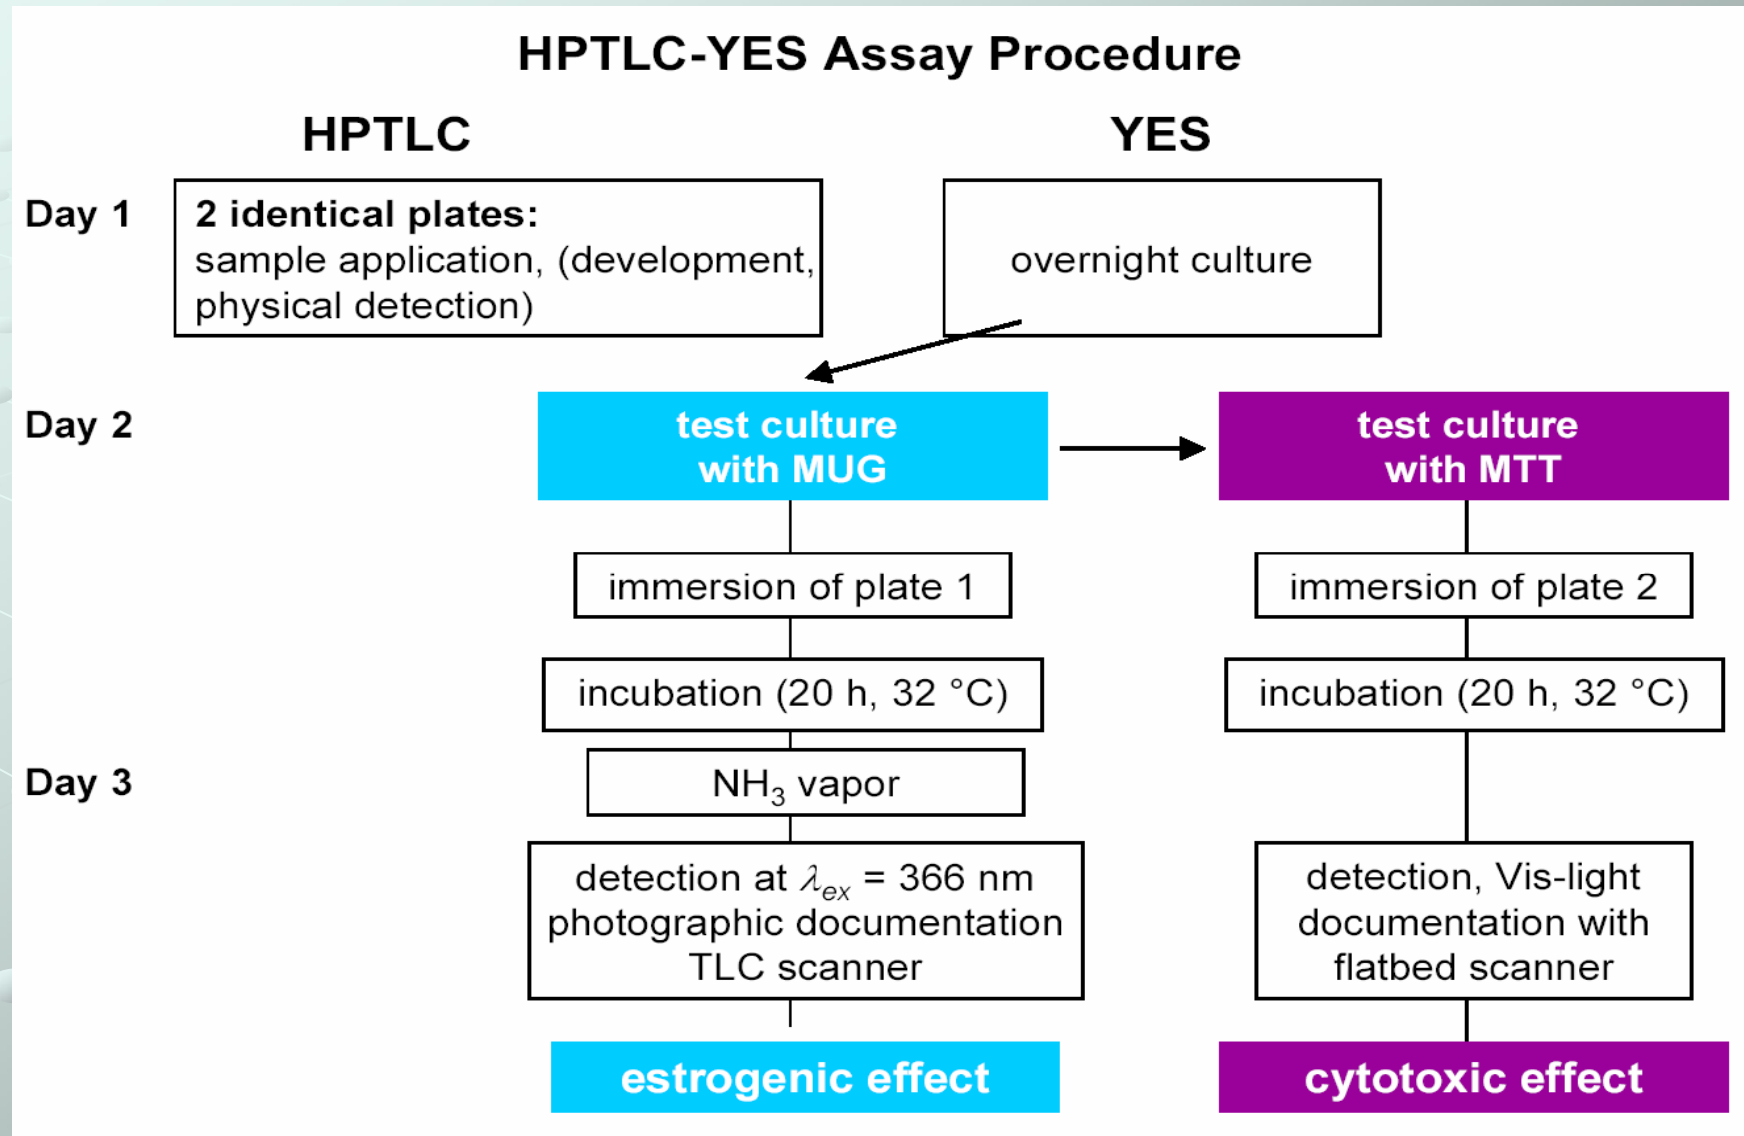 HPTLC-YES Assay Procedure
HPTLC
YES
Day 1
2 identical plates:
sample application, (development,
physical detection)
overnight culture
Day 2
test culture
with MUG
test culture
with MTT
immersion of plate 1
immersion of plate 2
incubation (20 h, 32 °C)
incubation (20 h, 32 °C)
Day 3
NH₃ vapor
detection at λex = 366 nm
photographic documentation
TLC scanner
detection, Vis-light
documentation with
flatbed scanner
estrogenic effect
cytotoxic effect